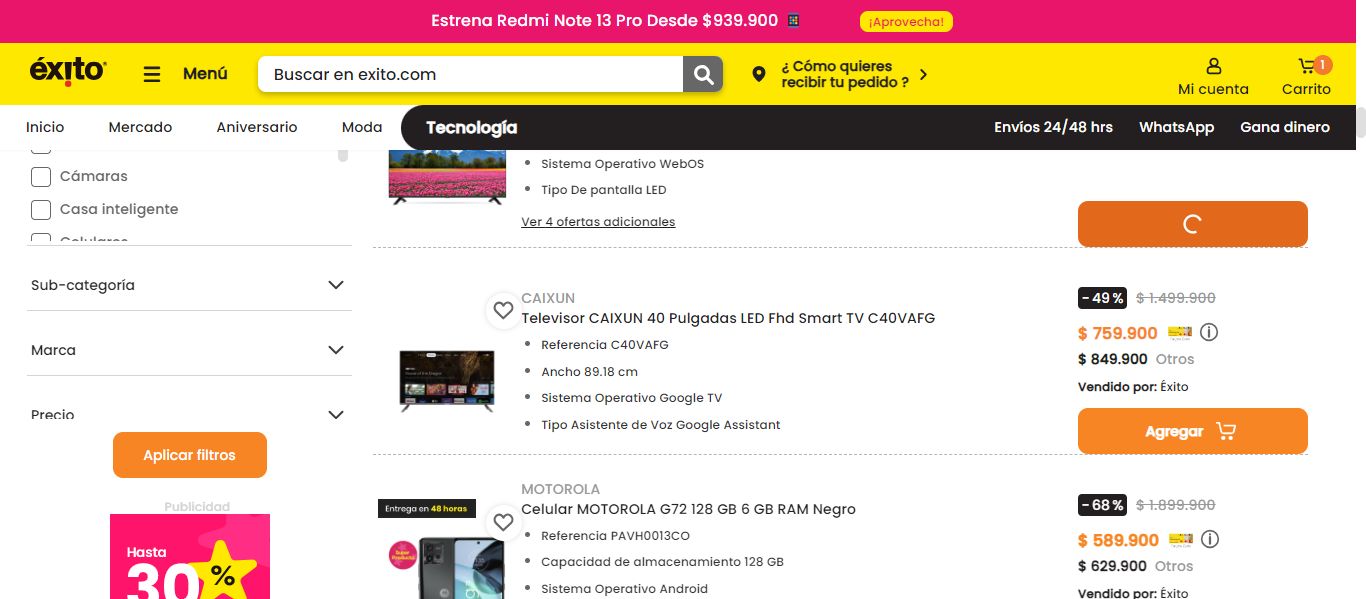 Estrena Redmi Note 13 Pro Desde $939.900
¡Aprovecha!
éxito
Menú
Buscar en exito.com
¿ Cómo quieres
recibir tu pedido ?
Mi cuenta
1
Carrito
Inicio
Mercado
Aniversario
Moda
Tecnología
Envíos 24/48 hrs
WhatsApp
Gana dinero
Cámaras
Casa inteligente
Celulares
Sub-categoría
Marca
Precio
Aplicar filtros
Publicidad
Hasta
30%
Sistema Operativo WebOS
Tipo De pantalla LED
Ver 4 ofertas adicionales
CAIXUN
Televisor CAIXUN 40 Pulgadas LED Fhd Smart TV C40VAFG
Referencia C40VAFG
Ancho 89.18 cm
Sistema Operativo Google TV
Tipo Asistente de Voz Google Assistant
- 49 %
$ 1.499.900
$ 759.900
$ 849.900 Otros
Vendido por: Éxito
Agregar
Entrega en 48 horas
Super Producto
MOTOROLA
Celular MOTOROLA G72 128 GB 6 GB RAM Negro
Referencia PAVH0013CO
Capacidad de almacenamiento 128 GB
Sistema Operativo Android
- 68 %
$ 1.899.900
$ 589.900
$ 629.900 Otros
Vendido por: Éxito